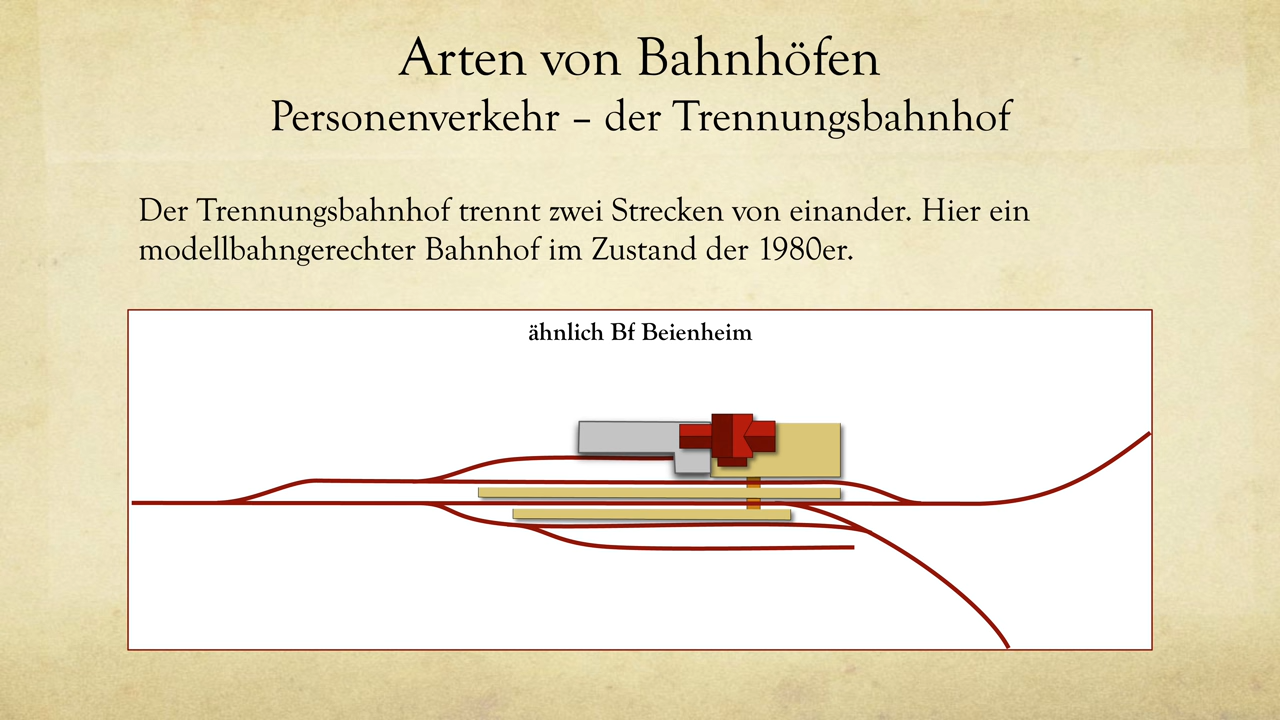 Arten von Bahnhöfen
Personenverkehr – der Trennungsbahnhof
Der Trennungsbahnhof trennt zwei Strecken von einander. Hier ein
modellbahngerechter Bahnhof im Zustand der 1980er.
ähnlich Bf Beienheim